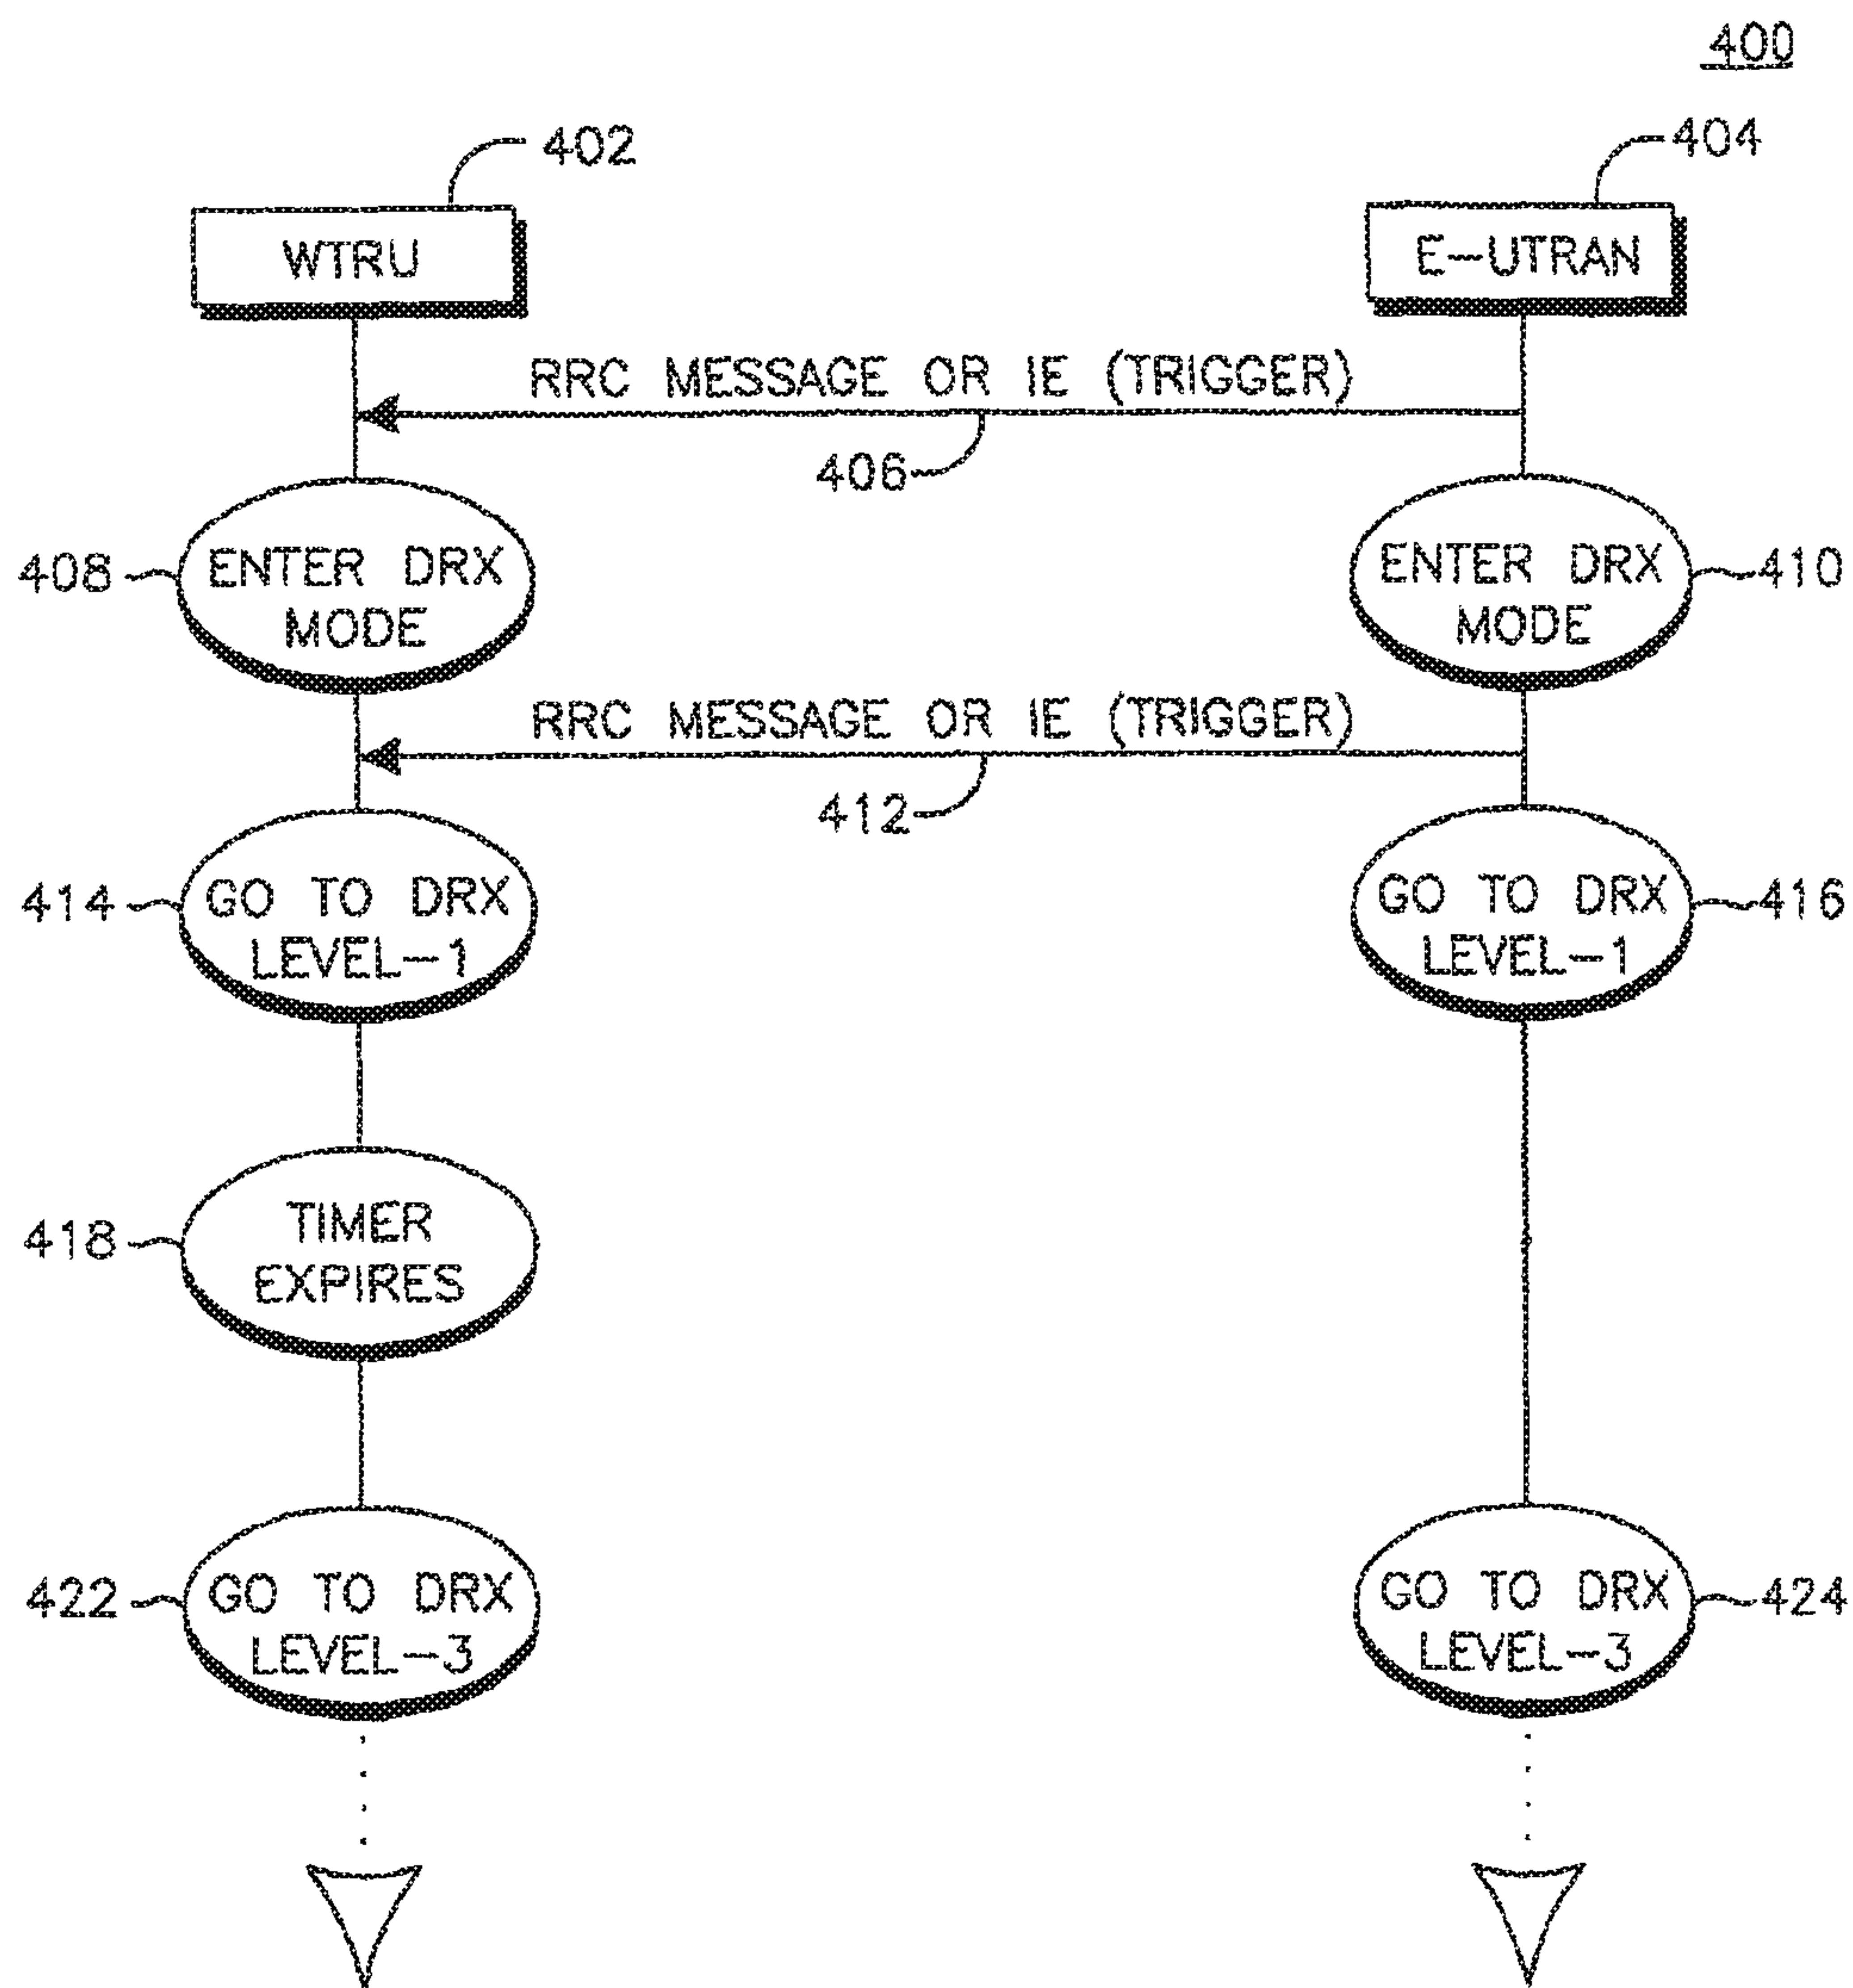 400
402
404
WTRU
E-UTRAN
RRC MESSAGE OR IE (TRIGGER)
406
408
ENTER DRX
MODE
ENTER DRX
MODE
410
RRC MESSAGE OR IE (TRIGGER)
412
414
GO TO DRX
LEVEL-1
GO TO DRX
LEVEL-1
416
418
TIMER
EXPIRES
422
GO TO DRX
LEVEL-3
GO TO DRX
LEVEL-3
424